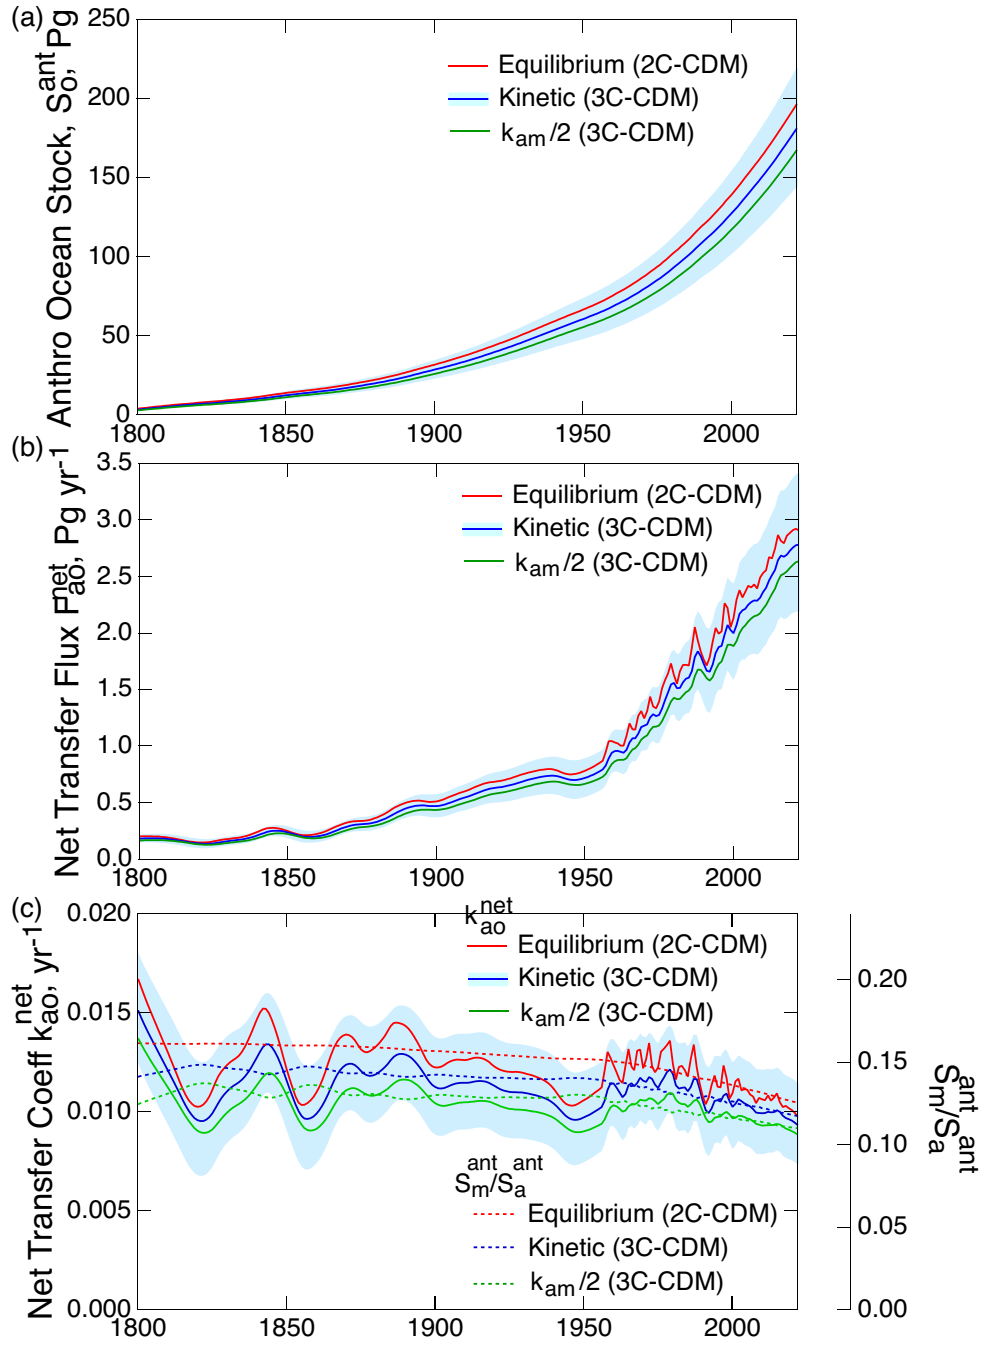 (a)
Anthro Ocean Stock, S_o^ant, Pg
250
200
150
100
50
0
Equilibrium (2C-CDM)
Kinetic (3C-CDM)
k_am/2 (3C-CDM)
1800 1850 1900 1950 2000
(b)
Net Transfer Flux F_ao^net, Pg yr^-1
3.5
3.0
2.5
2.0
1.5
1.0
0.5
0.0
Equilibrium (2C-CDM)
Kinetic (3C-CDM)
k_am/2 (3C-CDM)
1800 1850 1900 1950 2000
(c)
Net Transfer Coeff k_ao^net, yr^-1
0.020
0.015
0.010
0.005
0.000
k_ao^net
Equilibrium (2C-CDM)
Kinetic (3C-CDM)
k_am/2 (3C-CDM)
S_m^ant/S_a^ant
Equilibrium (2C-CDM)
Kinetic (3C-CDM)
k_am/2 (3C-CDM)
1800 1850 1900 1950 2000
0.20
0.15
0.10
0.05
0.00
S_m^ant/S_a^ant